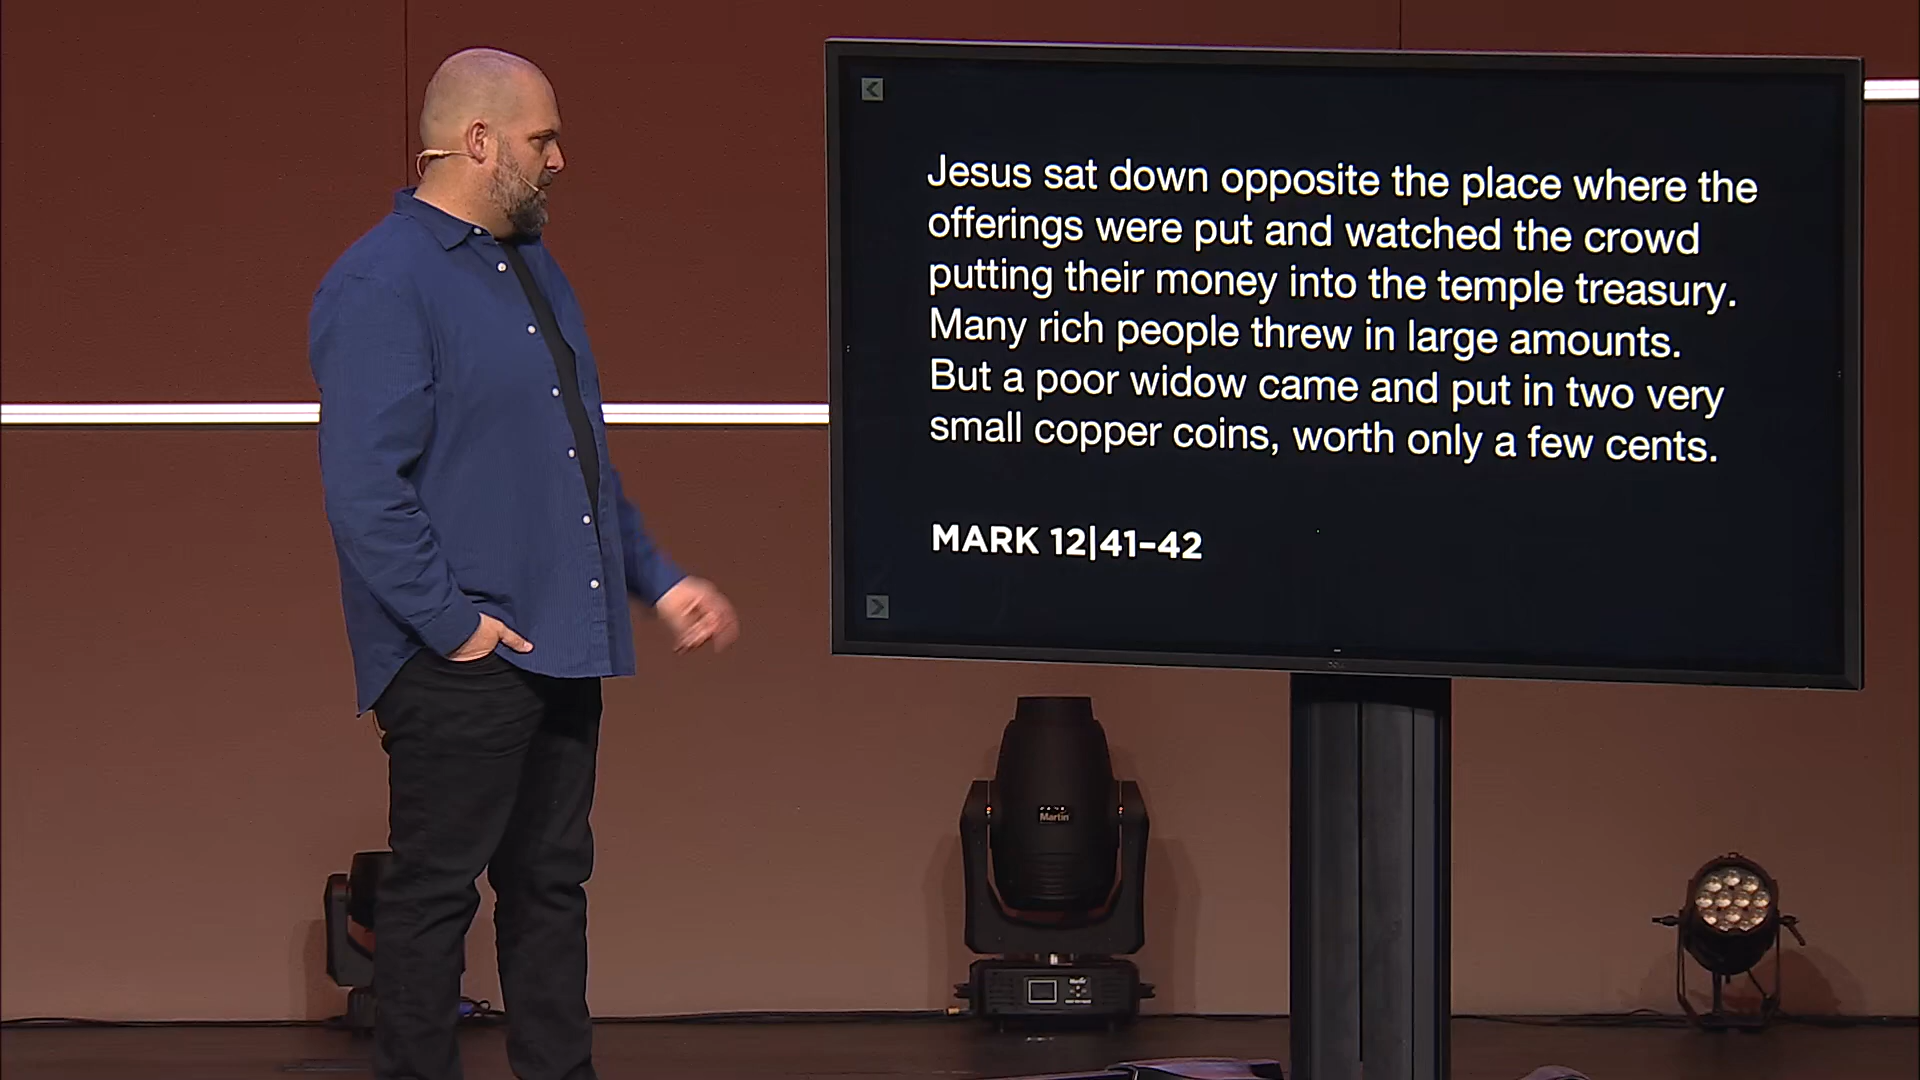 Jesus sat down opposite the place where the
offerings were put and watched the crowd
putting their money into the temple treasury.
Many rich people threw in large amounts.
But a poor widow came and put in two very
small copper coins, worth only a few cents.
MARK 12|41–42
Martin
Martin